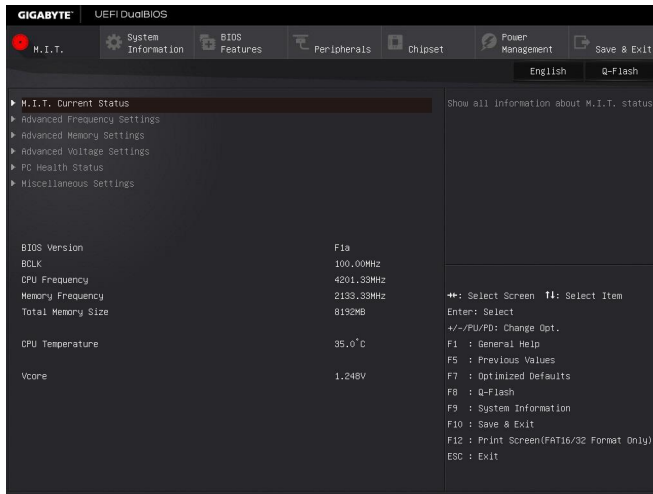 GIGABYTE™ UEFI DualBIOS
M.I.T.
System
Information
BIOS
Features
Peripherals
Chipset
Power
Management
Save & Exit
English Q-Flash
M.I.T. Current Status
Advanced Frequency Settings
Advanced Memory Settings
Advanced Voltage Settings
PC Health Status
Miscellaneous Settings
Show all information about M.I.T. status
BIOS Version F1a
BCLK 100.00MHz
CPU Frequency 4201.33MHz
Memory Frequency 2133.33MHz
Total Memory Size 8192MB
CPU Temperature 35.0°C
Vcore 1.248V
→←: Select Screen ↑↓: Select Item
Enter: Select
+/-/PU/PD: Change Opt.
F1 : General Help
F5 : Previous Values
F7 : Optimized Defaults
F8 : Q-Flash
F9 : System Information
F10 : Save & Exit
F12 : Print Screen(FAT16/32 Format Only)
ESC : Exit